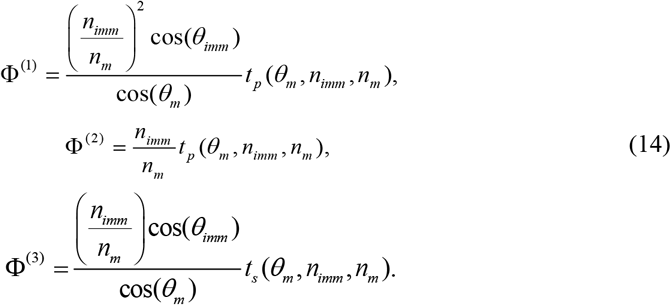 Φ⁽¹⁾ = ((n_imm / n_m)² cos(θ_imm)) / cos(θ_m) t_p(θ_m, n_imm, n_m),
Φ⁽²⁾ = n_imm / n_m t_p(θ_m, n_imm, n_m), (14)
Φ⁽³⁾ = ((n_imm / n_m) cos(θ_imm)) / cos(θ_m) t_s(θ_m, n_imm, n_m).